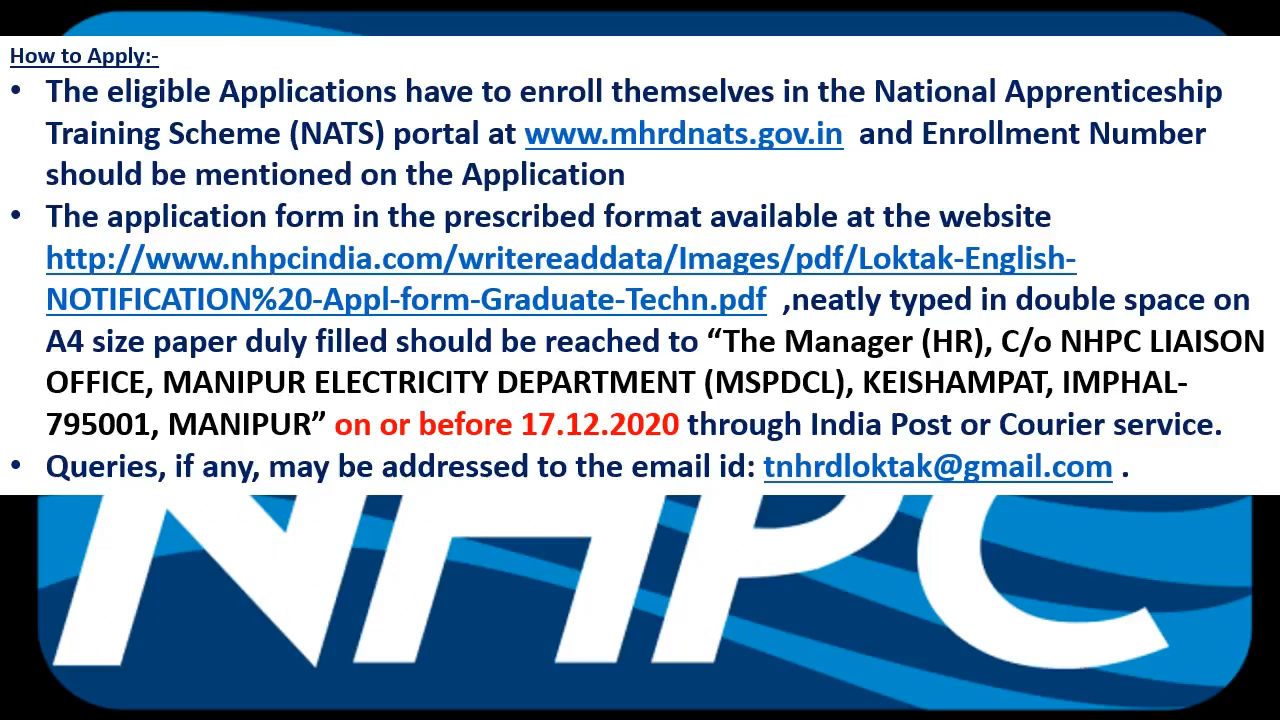 How to Apply:-
• The eligible Applications have to enroll themselves in the National Apprenticeship
Training Scheme (NATS) portal at www.mhrdnats.gov.in and Enrollment Number
should be mentioned on the Application
• The application form in the prescribed format available at the website
http://www.nhpcindia.com/writereaddata/Images/pdf/Loktak-English-
NOTIFICATION%20-Appl-form-Graduate-Techn.pdf ,neatly typed in double space on
A4 size paper duly filled should be reached to “The Manager (HR), C/o NHPC LIAISON
OFFICE, MANIPUR ELECTRICITY DEPARTMENT (MSPDCL), KEISHAMPAT, IMPHAL-
795001, MANIPUR” on or before 17.12.2020 through India Post or Courier service.
• Queries, if any, may be addressed to the email id: tnhrdloktak@gmail.com .
NHPC